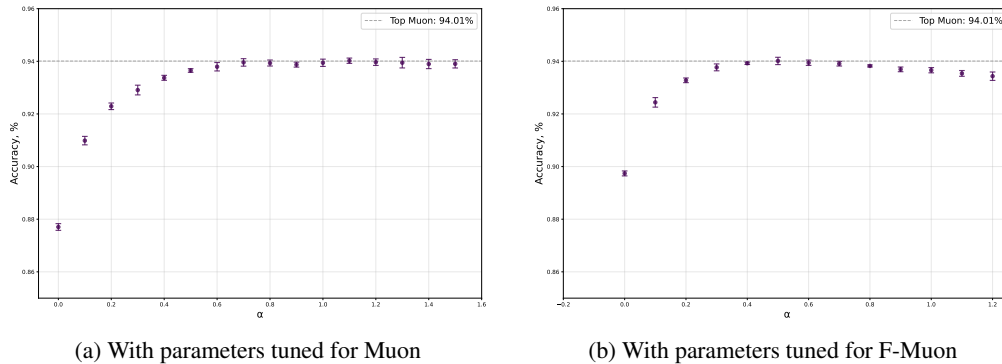 0.96
0.94
0.92
0.90
0.88
0.86
Accuracy, %
Top Muon: 94.01%
0.0 0.2 0.4 0.6 0.8 1.0 1.2 1.4 1.6
α
(a) With parameters tuned for Muon
0.96
0.94
0.92
0.90
0.88
0.86
Accuracy, %
Top Muon: 94.01%
−0.2 0.0 0.2 0.4 0.6 0.8 1.0 1.2
α
(b) With parameters tuned for F-Muon